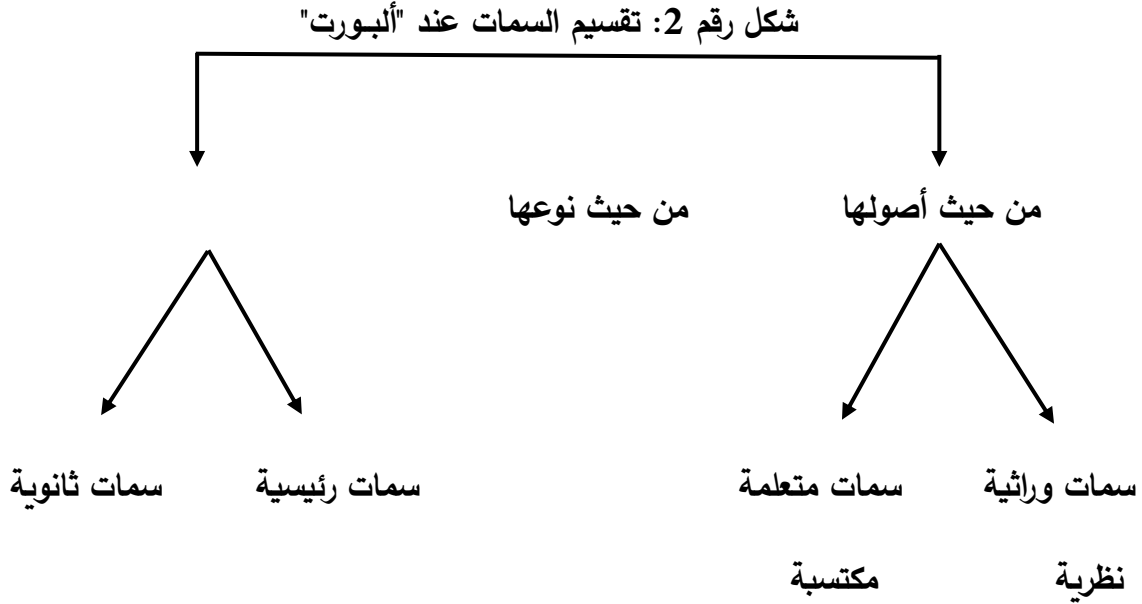 شكل رقم 2: تقسيم السمات عند "ألبورت"
من حيث أصولها من حيث نوعها
سمات وراثية سمات متعلمة سمات رئيسية سمات ثانوية
نظرية مكتسبة